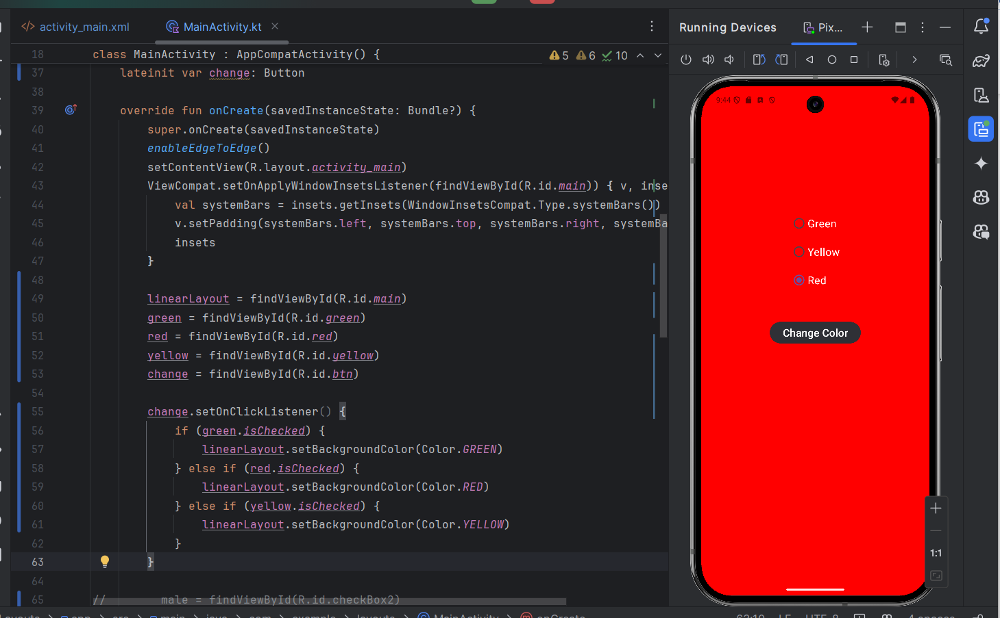 </> activity_main.xml
MainActivity.kt
Running Devices
Pix...
18 class MainActivity : AppCompatActivity() {
5 6 10
37 lateinit var change: Button
38
39 override fun onCreate(savedInstanceState: Bundle?) {
40 super.onCreate(savedInstanceState)
41 enableEdgeToEdge()
42 setContentView(R.layout.activity_main)
43 ViewCompat.setOnApplyWindowInsetsListener(findViewById(R.id.main)) { v, inse
44 val systemBars = insets.getInsets(WindowInsetsCompat.Type.systemBars())
45 v.setPadding(systemBars.left, systemBars.top, systemBars.right, systemBa
46 insets
47 }
48
49 linearLayout = findViewById(R.id.main)
50 green = findViewById(R.id.green)
51 red = findViewById(R.id.red)
52 yellow = findViewById(R.id.yellow)
53 change = findViewById(R.id.btn)
54
55 change.setOnClickListener() {
56 if (green.isChecked) {
57 linearLayout.setBackgroundColor(Color.GREEN)
58 } else if (red.isChecked) {
59 linearLayout.setBackgroundColor(Color.RED)
60 } else if (yellow.isChecked) {
61 linearLayout.setBackgroundColor(Color.YELLOW)
62 }
63 }
64
65 // male = findViewById(R.id.checkBox2)
9:44
Green
Yellow
Red
Change Color
1:1